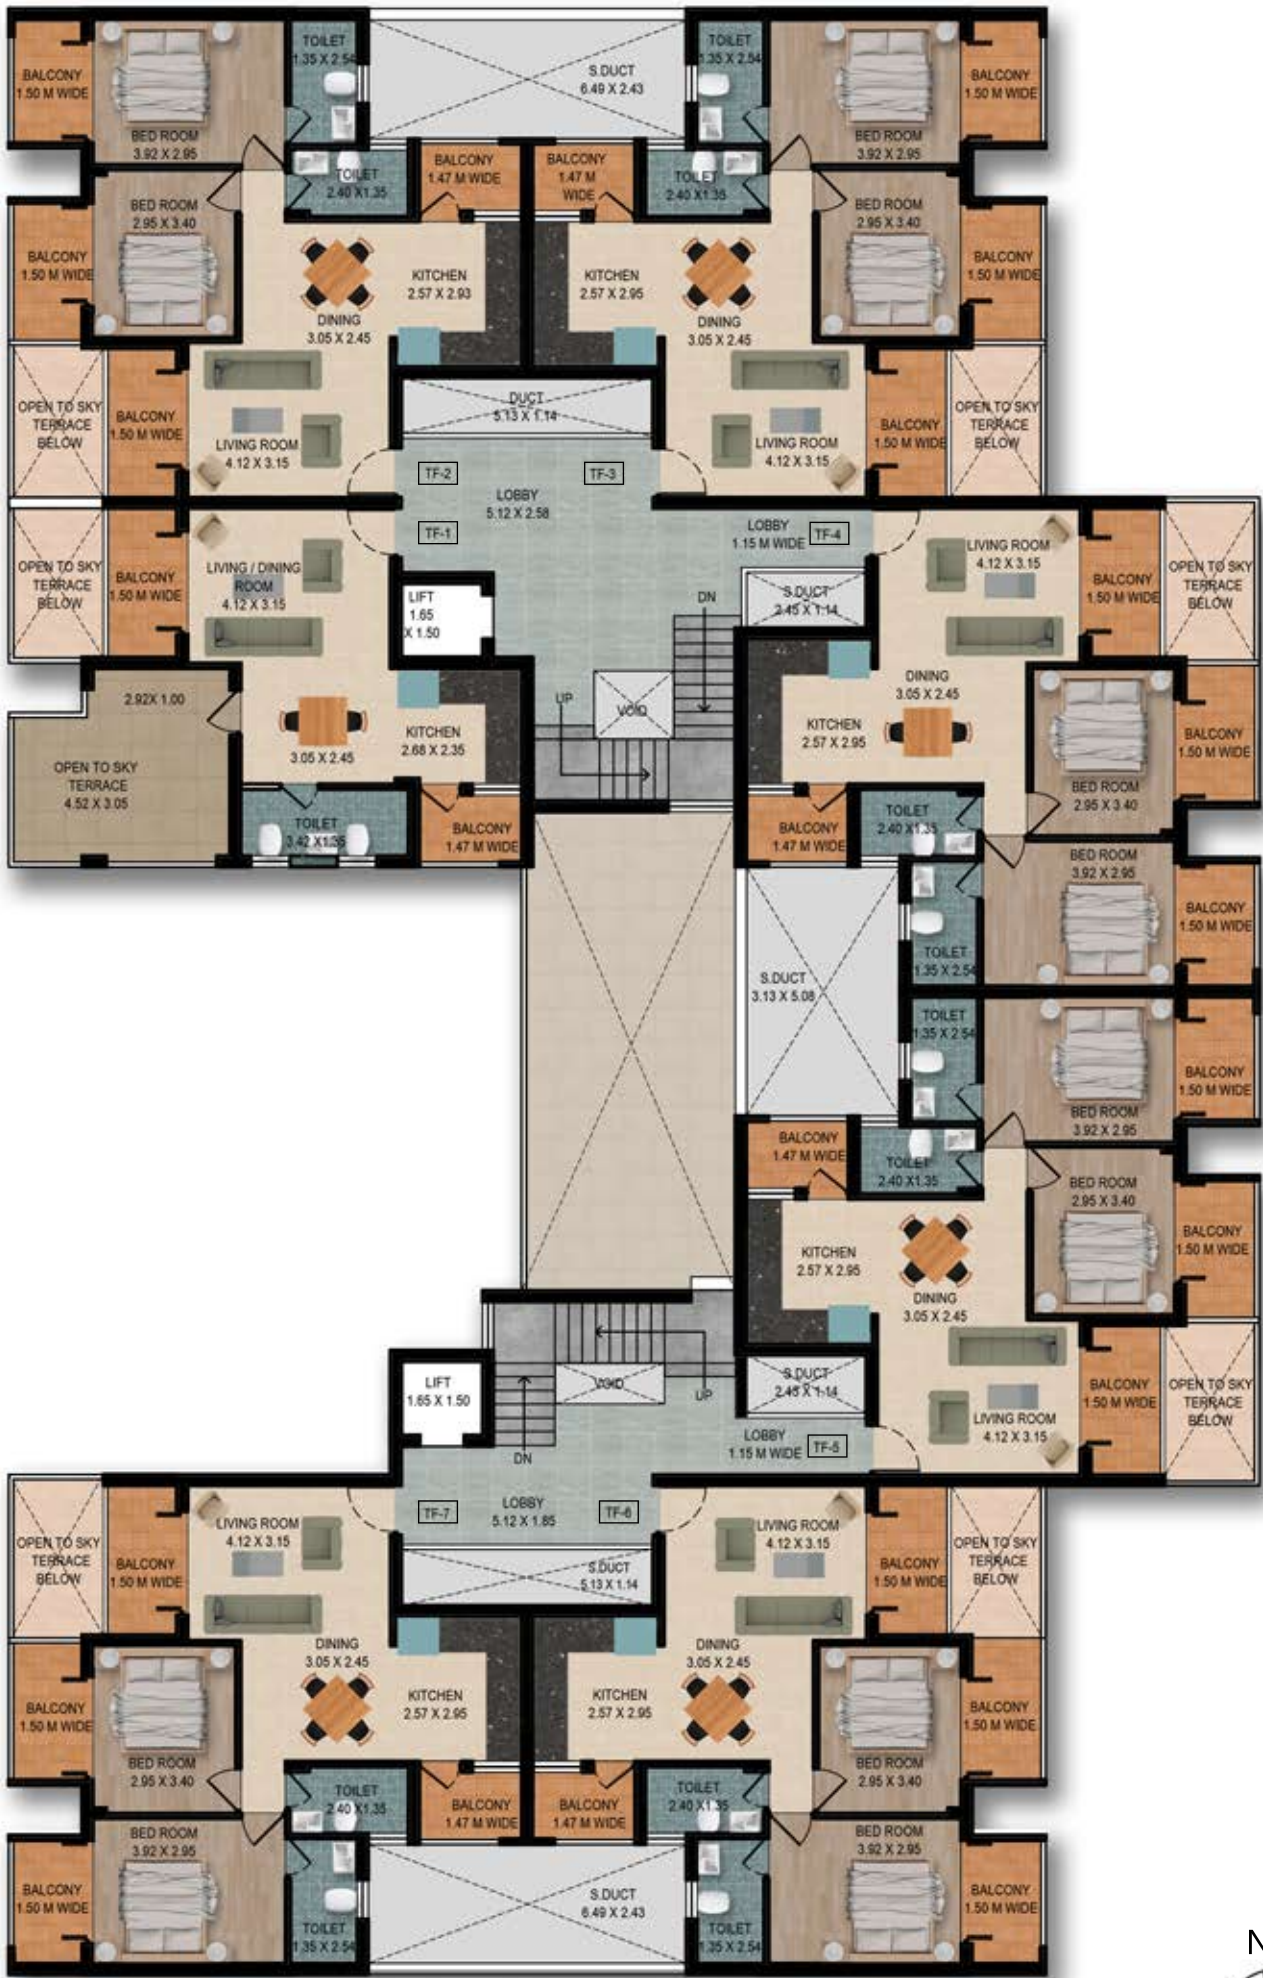 BALCONY
1.50 M WIDE
BED ROOM
3.92 X 2.95
TOILET
1.35 X 2.54
S.DUCT
6.49 X 2.43
TOILET
1.35 X 2.54
BED ROOM
3.92 X 2.95
BALCONY
1.50 M WIDE
TOILET
2.40 X1.35
BALCONY
1.47 M WIDE
BALCONY
1.47 M
WIDE
TOILET
2.40 X1.35
BALCONY
1.50 M WIDE
BED ROOM
2.95 X 3.40
DINING
3.05 X 2.45
KITCHEN
2.57 X 2.93
KITCHEN
2.57 X 2.95
DINING
3.05 X 2.45
BED ROOM
2.95 X 3.40
BALCONY
1.50 M WIDE
OPEN TO SKY
TERRACE
BELOW
BALCONY
1.50 M WIDE
LIVING ROOM
4.12 X 3.15
DUCT
5.13 X 1.14
LIVING ROOM
4.12 X 3.15
BALCONY
1.50 M WIDE
OPEN TO SKY
TERRACE
BELOW
TF-2
TF-3
LOBBY
5.12 X 2.58
TF-1
LOBBY
1.15 M WIDE
TF-4
OPEN TO SKY
TERRACE
BELOW
BALCONY
1.50 M WIDE
LIVING / DINING
ROOM
4.12 X 3.15
LIFT
1.65
X 1.50
DN
S.DUCT
2.45 X 1.14
LIVING ROOM
4.12 X 3.15
BALCONY
1.50 M WIDE
OPEN TO SKY
TERRACE
BELOW
2.92X 1.00
OPEN TO SKY
TERRACE
4.52 X 3.05
3.05 X 2.45
KITCHEN
2.68 X 2.35
UP
VOID
KITCHEN
2.57 X 2.95
DINING
3.05 X 2.45
BED ROOM
2.95 X 3.40
BALCONY
1.50 M WIDE
TOILET
3.42 X1.35
BALCONY
1.47 M WIDE
BALCONY
1.47 M WIDE
TOILET
2.40 X1.35
BED ROOM
3.92 X 2.95
BALCONY
1.50 M WIDE
TOILET
1.35 X 2.54
S.DUCT
3.13 X 5.08
TOILET
1.35 X 2.54
BED ROOM
3.92 X 2.95
BALCONY
1.50 M WIDE
BALCONY
1.47 M WIDE
TOILET
2.40 X1.35
BED ROOM
2.95 X 3.40
BALCONY
1.50 M WIDE
KITCHEN
2.57 X 2.95
DINING
3.05 X 2.45
LIFT
1.65 X 1.50
VOID
UP
DN
S.DUCT
2.45 X 1.14
LOBBY
1.15 M WIDE
TF-5
LIVING ROOM
4.12 X 3.15
BALCONY
1.50 M WIDE
OPEN TO SKY
TERRACE
BELOW
OPEN TO SKY
TERRACE
BELOW
BALCONY
1.50 M WIDE
LIVING ROOM
4.12 X 3.15
TF-7
LOBBY
5.12 X 1.85
TF-6
S.DUCT
5.13 X 1.14
LIVING ROOM
4.12 X 3.15
BALCONY
1.50 M WIDE
OPEN TO SKY
TERRACE
BELOW
BALCONY
1.50 M WIDE
BED ROOM
2.95 X 3.40
DINING
3.05 X 2.45
KITCHEN
2.57 X 2.95
KITCHEN
2.57 X 2.95
DINING
3.05 X 2.45
BED ROOM
2.95 X 3.40
BALCONY
1.50 M WIDE
TOILET
2.40 X1.35
BALCONY
1.47 M WIDE
BALCONY
1.47 M WIDE
TOILET
2.40 X1.35
BALCONY
1.50 M WIDE
BED ROOM
3.92 X 2.95
TOILET
1.35 X 2.54
S.DUCT
6.49 X 2.43
TOILET
1.35 X 2.54
BED ROOM
3.92 X 2.95
BALCONY
1.50 M WIDE
N